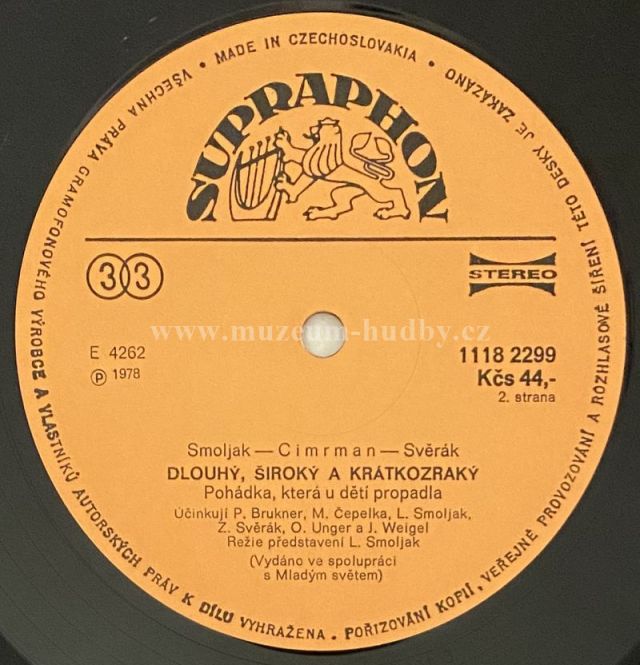 • MADE IN CZECHOSLOVAKIA •
VŠECHNA PRÁVA GRAMOFONOVÉHO VÝROBCE A VLASTNÍKŮ AUTORSKÝCH PRÁV K DÍLU VYHRAŽENA. POŘIZOVÁNÍ KOPIÍ, VEŘEJNÉ PROVOZOVÁNÍ A ROZHLASOVÉ ŠÍŘENÍ TÉTO DESKY JE ZAKÁZÁNO
SUPRAPHON
33
STEREO
www.muzeum-hudby.cz
E 4262
Ⓟ 1978
1118 2299
Kčs 44,-
2. strana
Smoljak — Cimrman — Svěrák
DLOUHÝ, ŠIROKÝ A KRÁTKOZRAKÝ
Pohádka, která u dětí propadla
Účinkují P. Brukner, M. Čepelka, L. Smoljak,
Z. Svěrák, O. Unger a J. Weigel
Režie představení L. Smoljak
(Vydáno ve spolupráci
s Mladým světem)